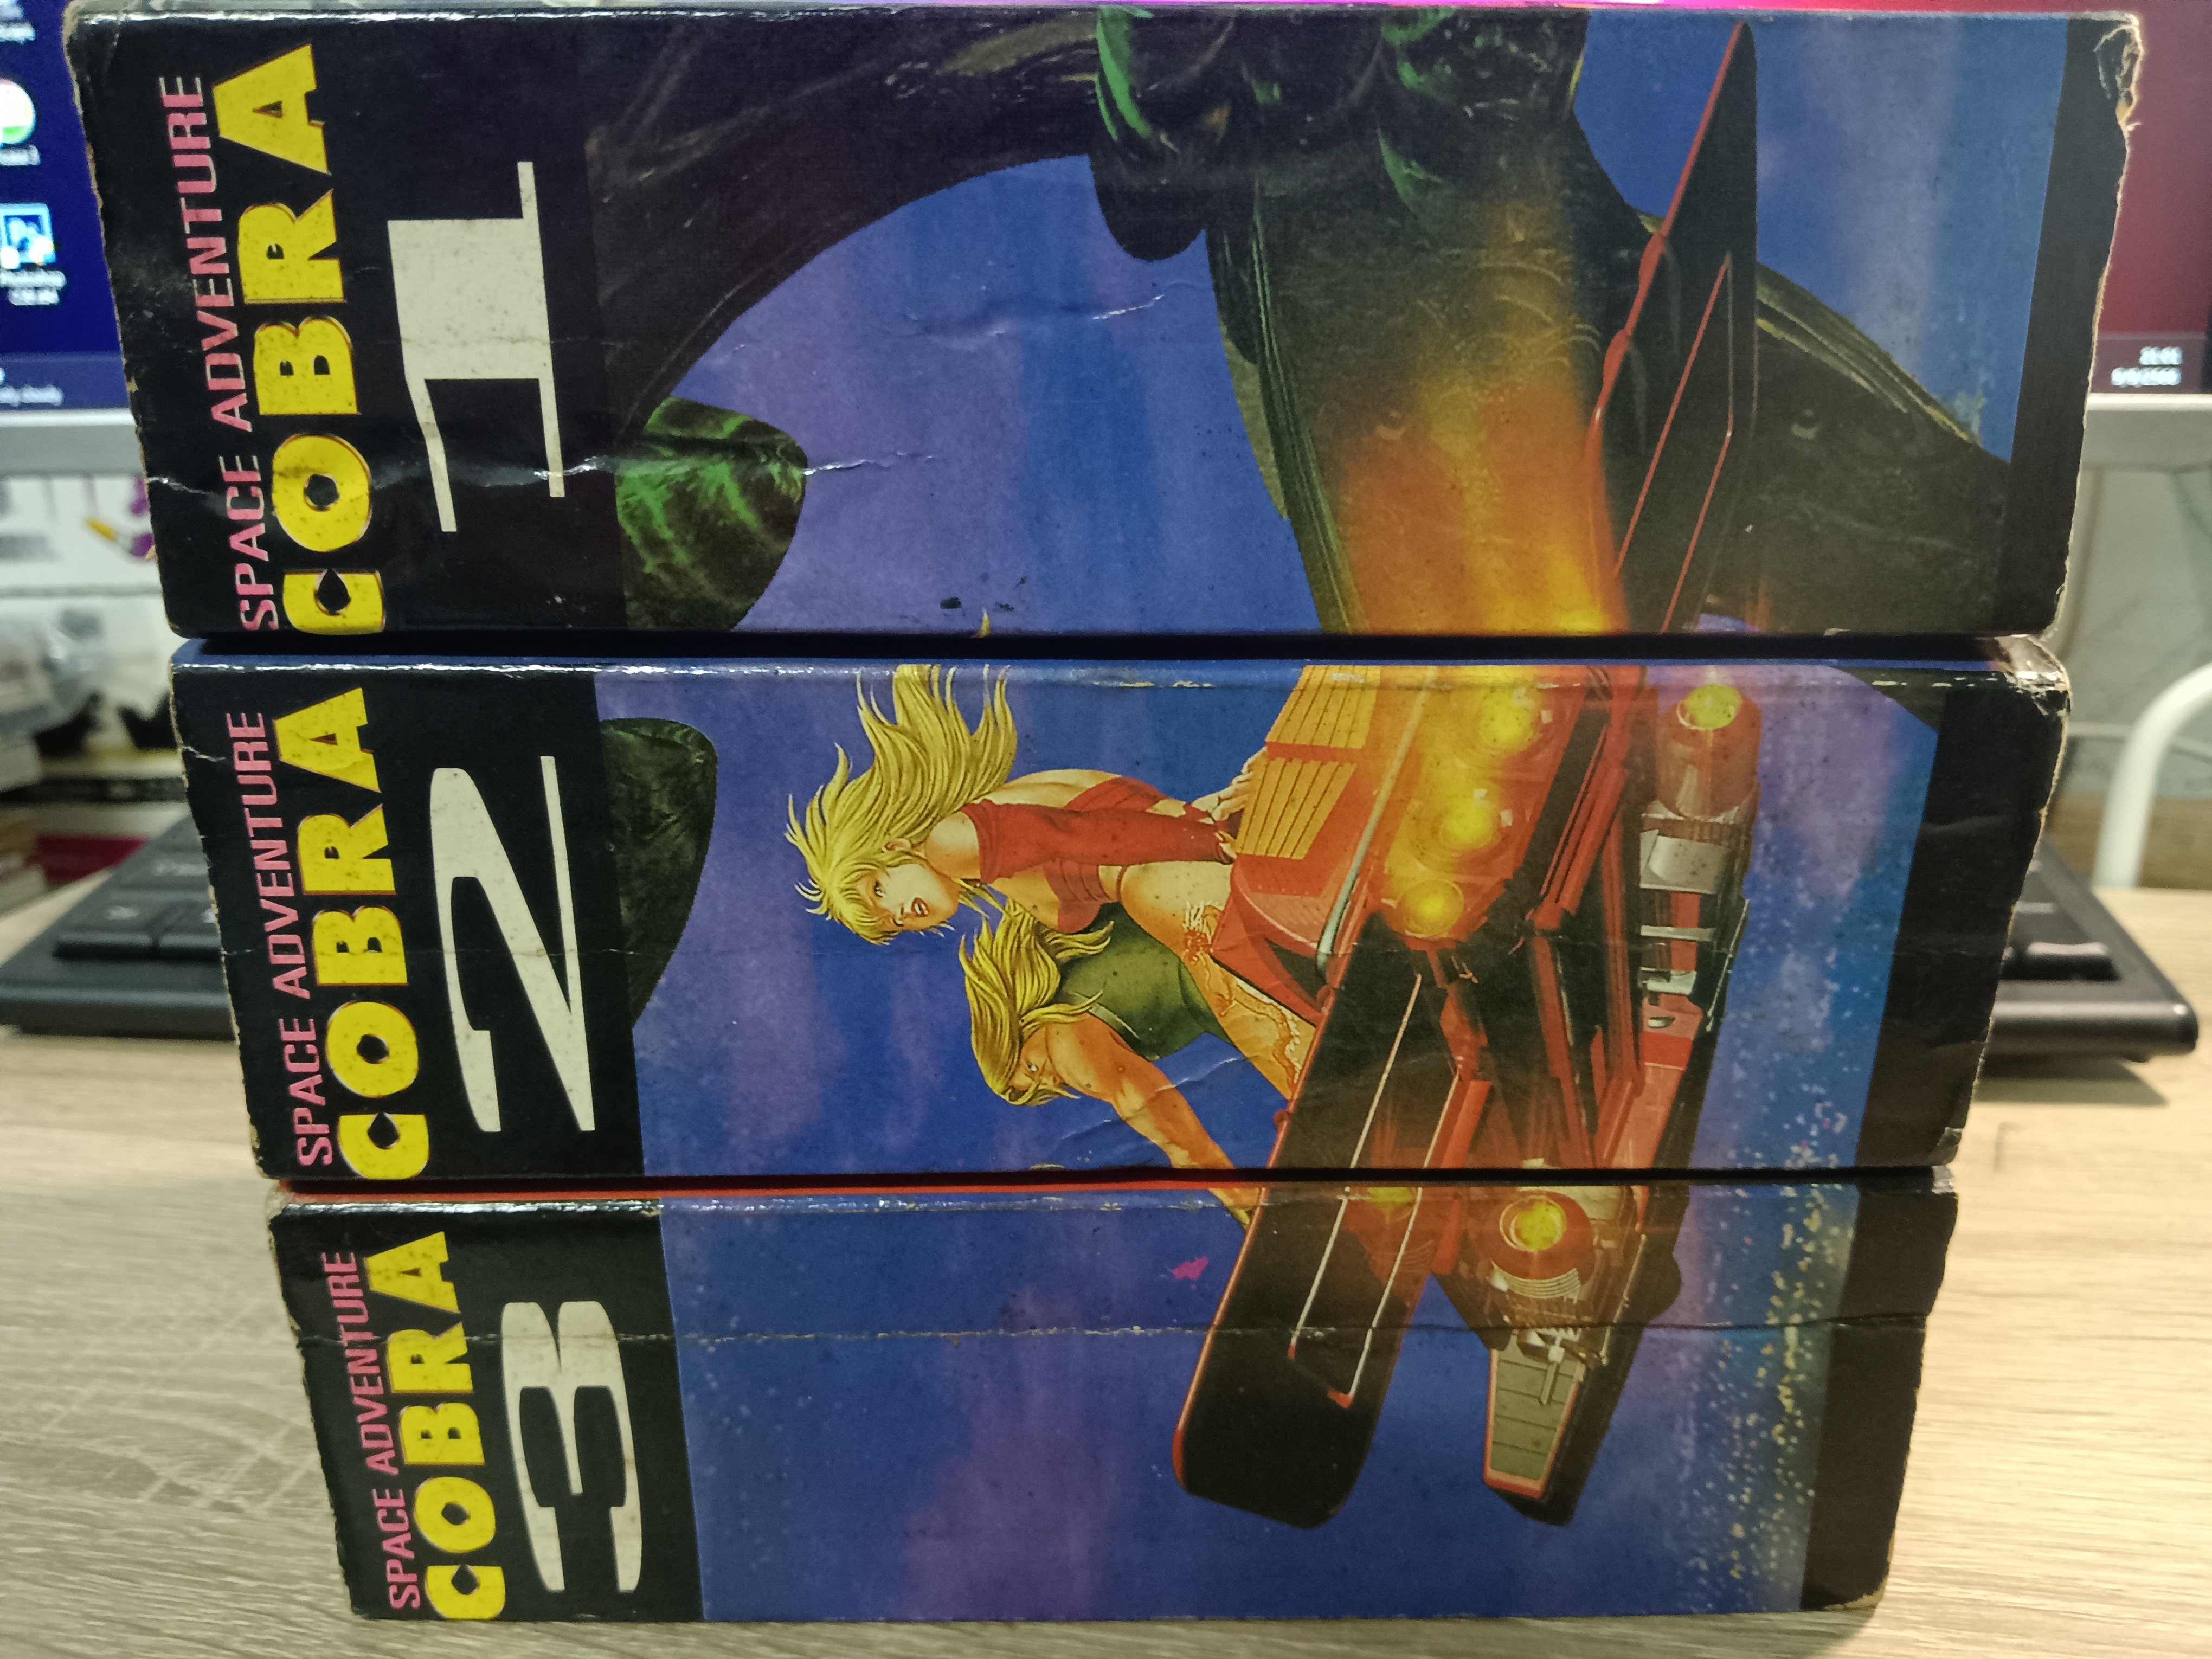 SPACE ADVENTURE
COBRA
1
SPACE ADVENTURE
COBRA
2
SPACE ADVENTURE
COBRA
3